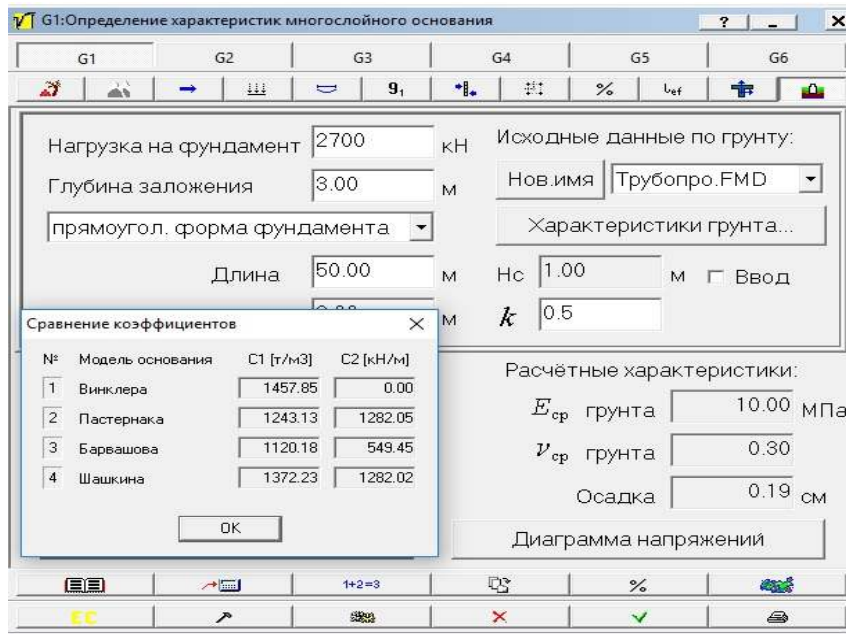 G1:Определение характеристик многослойного основания ? _ ×
G1 G2 G3 G4 G5 G6
9₁ % Lef
Нагрузка на фундамент 2700 кН
Глубина заложения 3.00 м
прямоугол. форма фундамента
Длина 50.00 м
м
Исходные данные по грунту:
Нов.имя Трубопро.FMD
Характеристики грунта...
Hc 1.00 м Ввод
k 0.5
Сравнение коэффициентов ×
№ Модель основания C1 [т/м3] C2 [кН/м]
1 Винклера 1457.85 0.00
2 Пастернака 1243.13 1282.05
3 Барвашова 1120.18 549.45
4 Шашкина 1372.23 1282.02
OK
Расчётные характеристики:
Eср грунта 10.00 МПа
νср грунта 0.30
Осадка 0.19 см
Диаграмма напряжений
1+2=3 %
EC